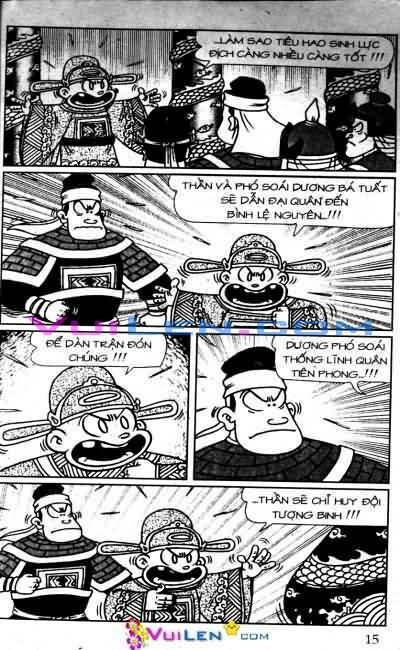 ...LÀM SAO TIÊU HAO SINH LỰC
ĐỊCH CÀNG NHIỀU CÀNG TỐT !!!
THẦN VÀ PHÓ SOÁI DƯƠNG BÁ TUẤT
SẼ DẪN ĐẠI QUÂN ĐẾN
BÌNH LỆ NGUYÊN..!!!
VuiLEN.COM
ĐỂ DÀN TRẬN ĐÓN
CHÚNG !!!
DƯƠNG PHÓ SOÁI
THỐNG LĨNH QUÂN
TIÊN PHONG..!!!
...THẦN SẼ CHỈ HUY ĐỘI
TƯỢNG BINH !!!
15
VuiLEN.COM